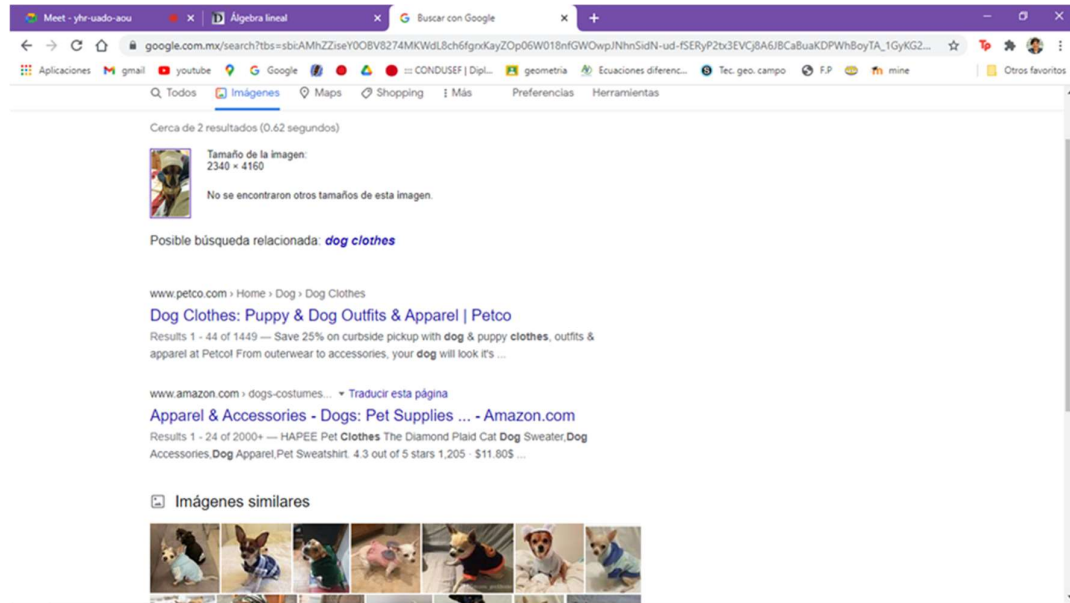 Meet - yhr-uado-aou
Álgebra lineal
Buscar con Google
google.com.mx/search?tbs=sbi:AMhZZiseY0OBV8274MKWdL8ch6fgrxKayZOp06W018nfGWOwpJNhnSidN-ud-fSERyP2tx3EVCj8A6JBCaBuaKDPWhBoyTA_1GyKG2...
Aplicaciones gmail youtube Google ::: CONDUSEF | Dipl... geometria Ecuaciones diferenc... Tec. geo. campo F.P mine Otros favoritos
Todos Imágenes Maps Shopping Más Preferencias Herramientas
Cerca de 2 resultados (0.62 segundos)
Tamaño de la imagen:
2340 × 4160
No se encontraron otros tamaños de esta imagen.
Posible búsqueda relacionada: dog clothes
www.petco.com › Home › Dog › Dog Clothes
Dog Clothes: Puppy & Dog Outfits & Apparel | Petco
Results 1 - 44 of 1449 — Save 25% on curbside pickup with dog & puppy clothes, outfits &
apparel at Petco! From outerwear to accessories, your dog will look it's ...
www.amazon.com › dogs-costumes... Traducir esta página
Apparel & Accessories - Dogs: Pet Supplies ... - Amazon.com
Results 1 - 24 of 2000+ — HAPEE Pet Clothes The Diamond Plaid Cat Dog Sweater,Dog
Accessories,Dog Apparel,Pet Sweatshirt. 4.3 out of 5 stars 1,205 · $11.80$ ...
Imágenes similares